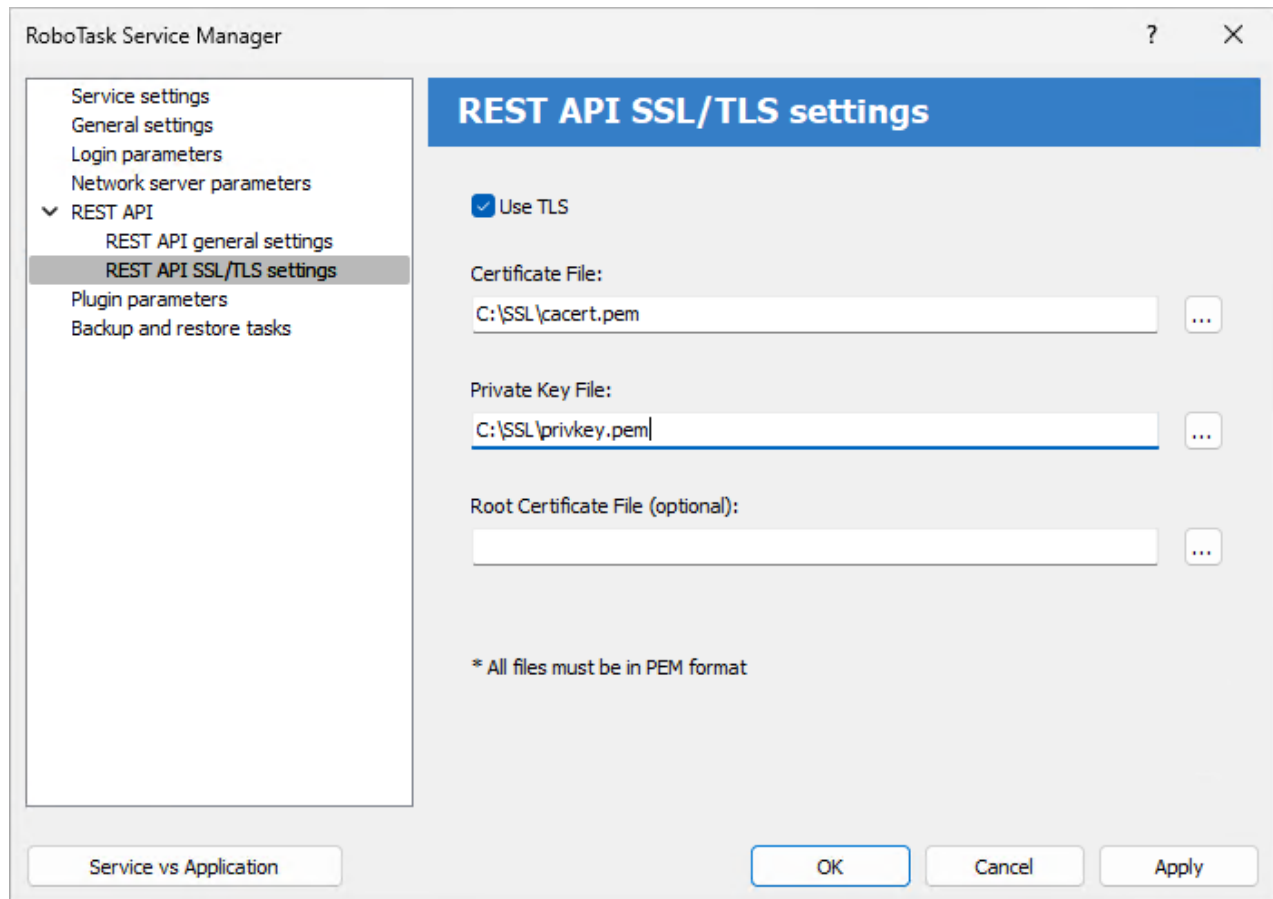 RoboTask Service Manager
?
Service settings
General settings
Login parameters
Network server parameters
REST API
REST API general settings
REST API SSL/TLS settings
Plugin parameters
Backup and restore tasks
REST API SSL/TLS settings
Use TLS
Certificate File:
C:\SSL\cacert.pem
...
Private Key File:
C:\SSL\privkey.pem
...
Root Certificate File (optional):
...
* All files must be in PEM format
Service vs Application
OK
Cancel
Apply